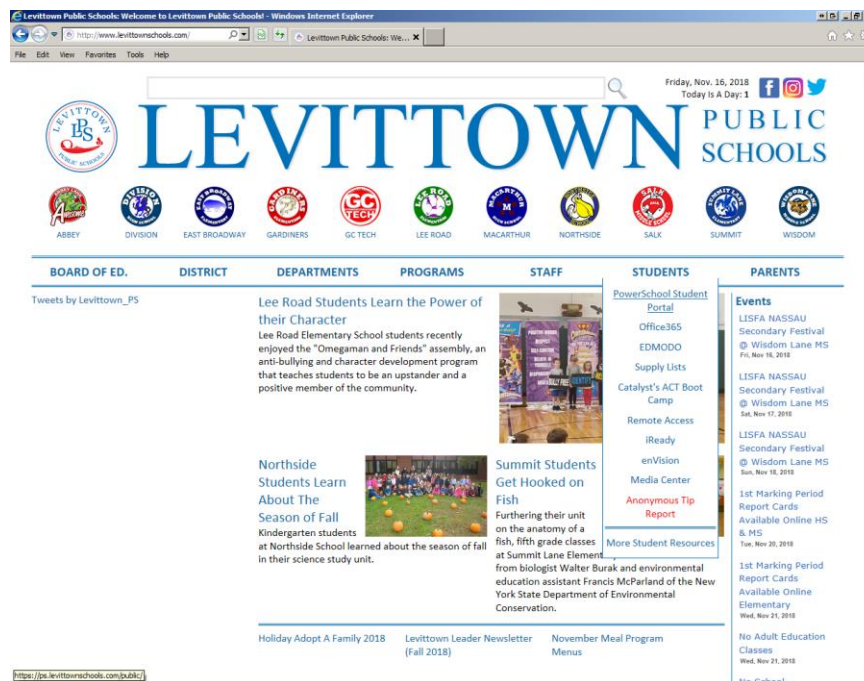 Levittown Public Schools: Welcome to Levittown Public Schools! - Windows Internet Explorer
http://www.levittownschools.com/
Levittown Public Schools: We...
File Edit View Favorites Tools Help
Friday, Nov. 16, 2018
Today Is A Day: 1
LEVITTOWN
LPS
PUBLIC SCHOOLS
LEVITTOWN
PUBLIC
SCHOOLS
ABBEY DIVISION EAST BROADWAY GARDINERS GC TECH LEE ROAD MACARTHUR NORTHSIDE SALK SUMMIT WISDOM
BOARD OF ED. DISTRICT DEPARTMENTS PROGRAMS STAFF STUDENTS PARENTS
Tweets by Levittown_PS
Lee Road Students Learn the Power of
their Character
Lee Road Elementary School students recently
enjoyed the "Omegaman and Friends" assembly, an
anti-bullying and character development program
that teaches students to be an upstander and a
positive member of the community.
PowerSchool Student
Portal
Office365
EDMODO
Supply Lists
Catalyst's ACT Boot
Camp
Remote Access
iReady
enVision
Media Center
Anonymous Tip
Report
More Student Resources
Northside
Students Learn
About The
Season of Fall
Kindergarten students
at Northside School learned about the season of fall
in their science study unit.
Summit Students
Get Hooked on
Fish
Furthering their unit
on the anatomy of a
fish, fifth grade classes
at Summit Lane Element
from biologist Walter Burak and environmental
education assistant Francis McParland of the New
York State Department of Environmental
Conservation.
Events
LISFA NASSAU
Secondary Festival
@ Wisdom Lane MS
Fri, Nov 16, 2018
LISFA NASSAU
Secondary Festival
@ Wisdom Lane MS
Sat, Nov 17, 2018
LISFA NASSAU
Secondary Festival
@ Wisdom Lane MS
Sun, Nov 18, 2018
1st Marking Period
Report Cards
Available Online HS
& MS
Tue, Nov 20, 2018
1st Marking Period
Report Cards
Available Online
Elementary
Wed, Nov 21, 2018
No Adult Education
Classes
Wed, Nov 21, 2018
No School
Holiday Adopt A Family 2018 Levittown Leader Newsletter November Meal Program
(Fall 2018) Menus
https://ps.levittownschools.com/public/